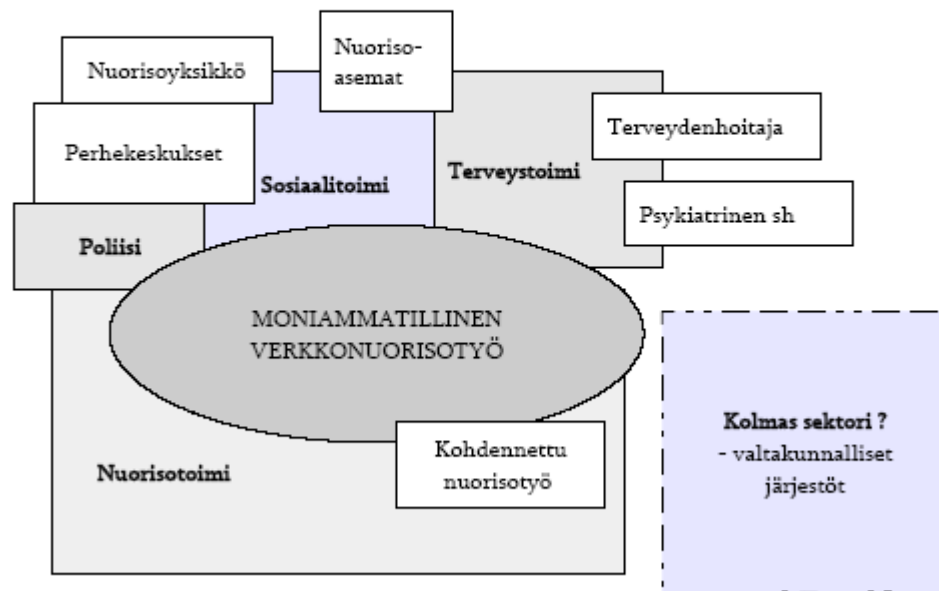 Nuoriso-
asemat
Nuorisoyksikkö
Perhekeskukset
Sosiaalitoimi
Terveystoimi
Terveydenhoitaja
Psykiatrinen sh
Poliisi
MONIAMMATILLINEN
VERKKONUORISOTYÖ
Kohdennettu
nuorisotyö
Nuorisotoimi
Kolmas sektori ?
- valtakunnalliset
järjestöt